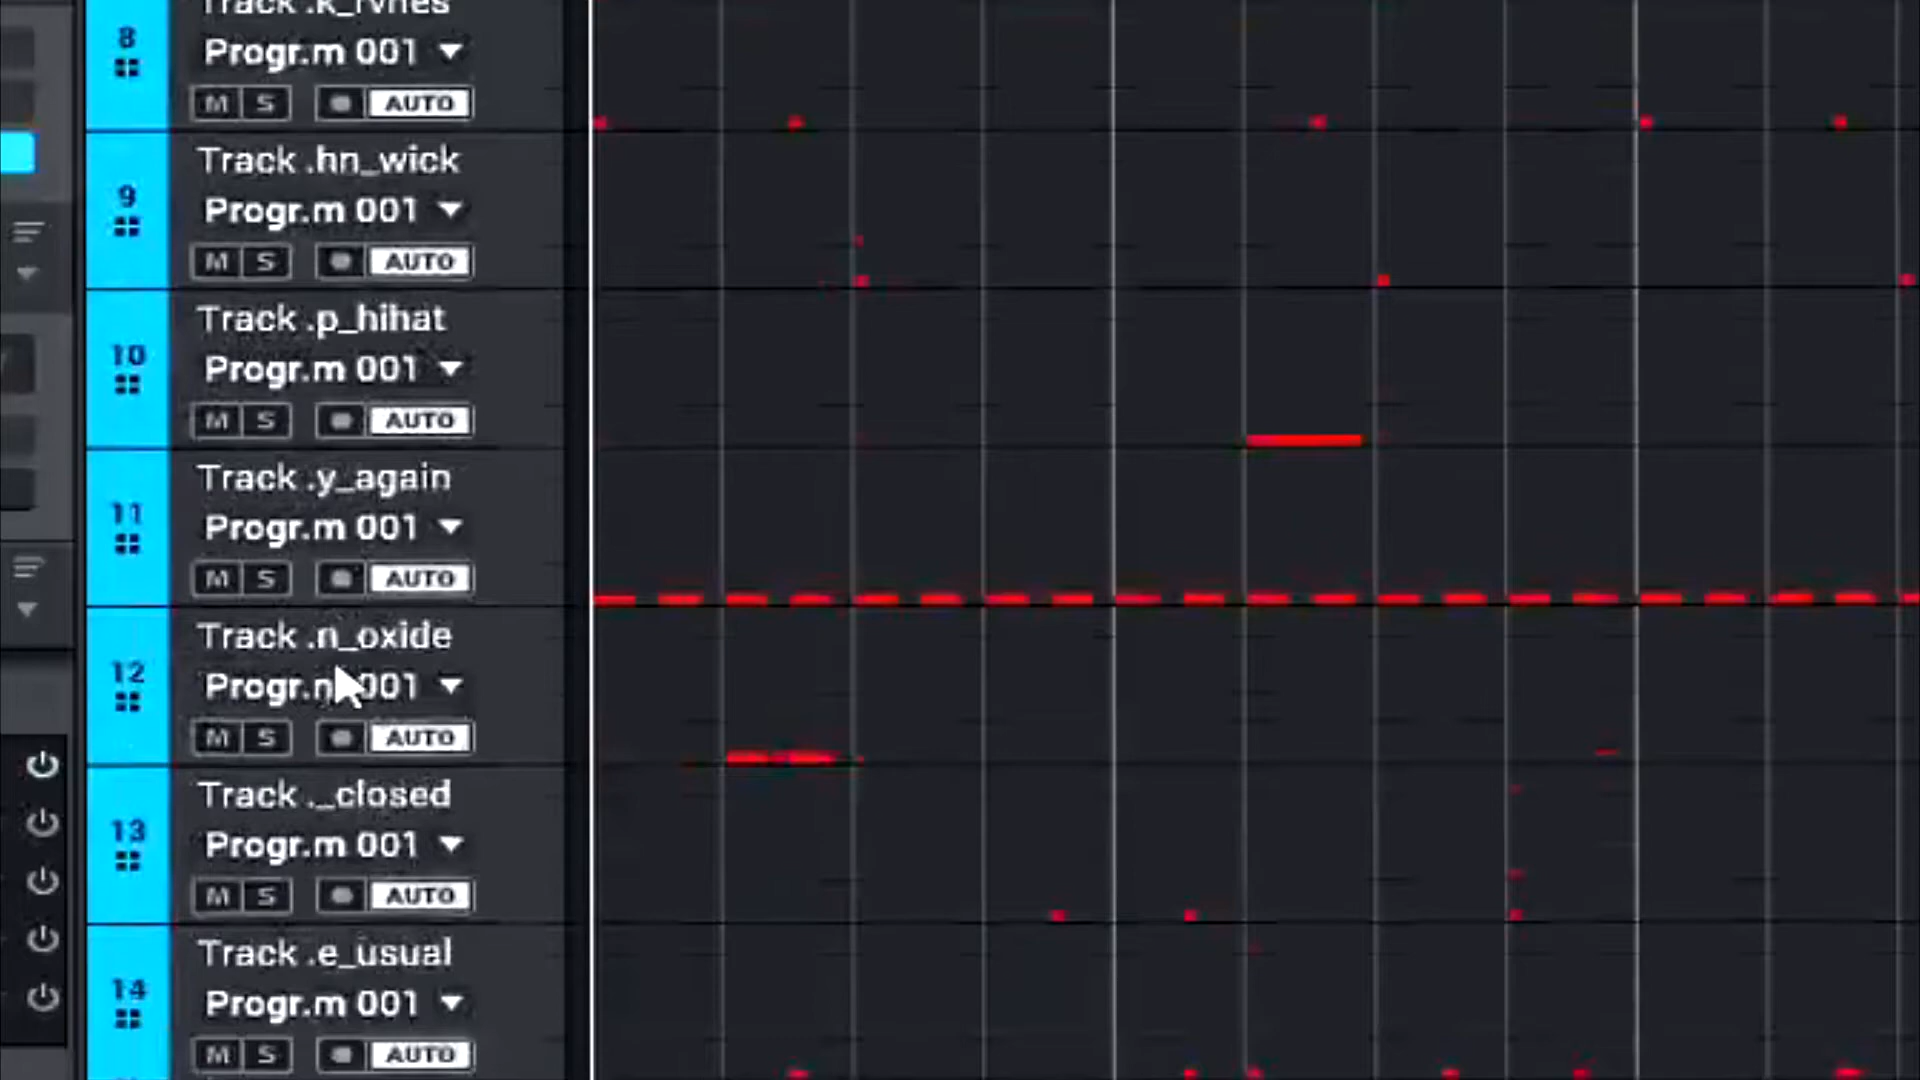 8
Progr.m 001
M S AUTO
9
Track .hn_wick
Progr.m 001
M S AUTO
10
Track .p_hihat
Progr.m 001
M S AUTO
11
Track .y_again
Progr.m 001
M S AUTO
12
Track .n_oxide
Progr. 001
M S AUTO
13
Track ._closed
Progr.m 001
M S AUTO
14
Track .e_usual
Progr.m 001
M S AUTO